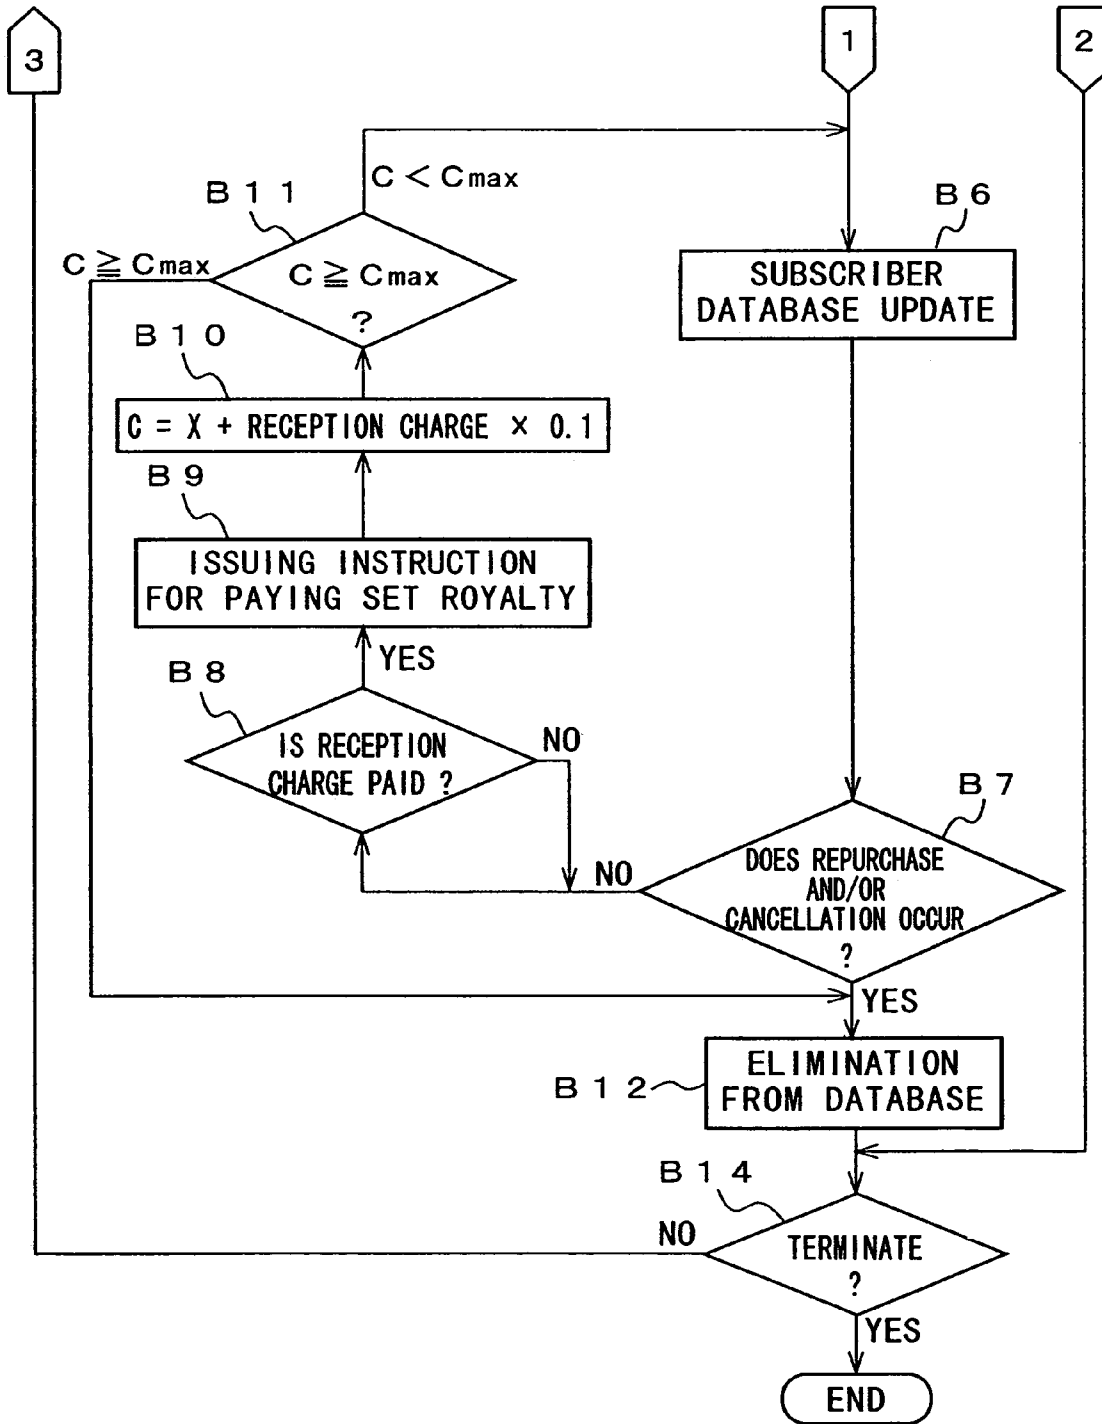 3
1
2
C < Cmax
B 1 1
B 6
C ≧ Cmax
C ≧ Cmax
?
SUBSCRIBER
DATABASE UPDATE
B 1 0
C = X + RECEPTION CHARGE × 0.1
B 9
ISSUING INSTRUCTION
FOR PAYING SET ROYALTY
YES
B 8
IS RECEPTION
CHARGE PAID ?
NO
B 7
DOES REPURCHASE
AND/OR
CANCELLATION OCCUR
?
NO
YES
ELIMINATION
FROM DATABASE
B 1 2
B 1 4
NO
TERMINATE
?
YES
END